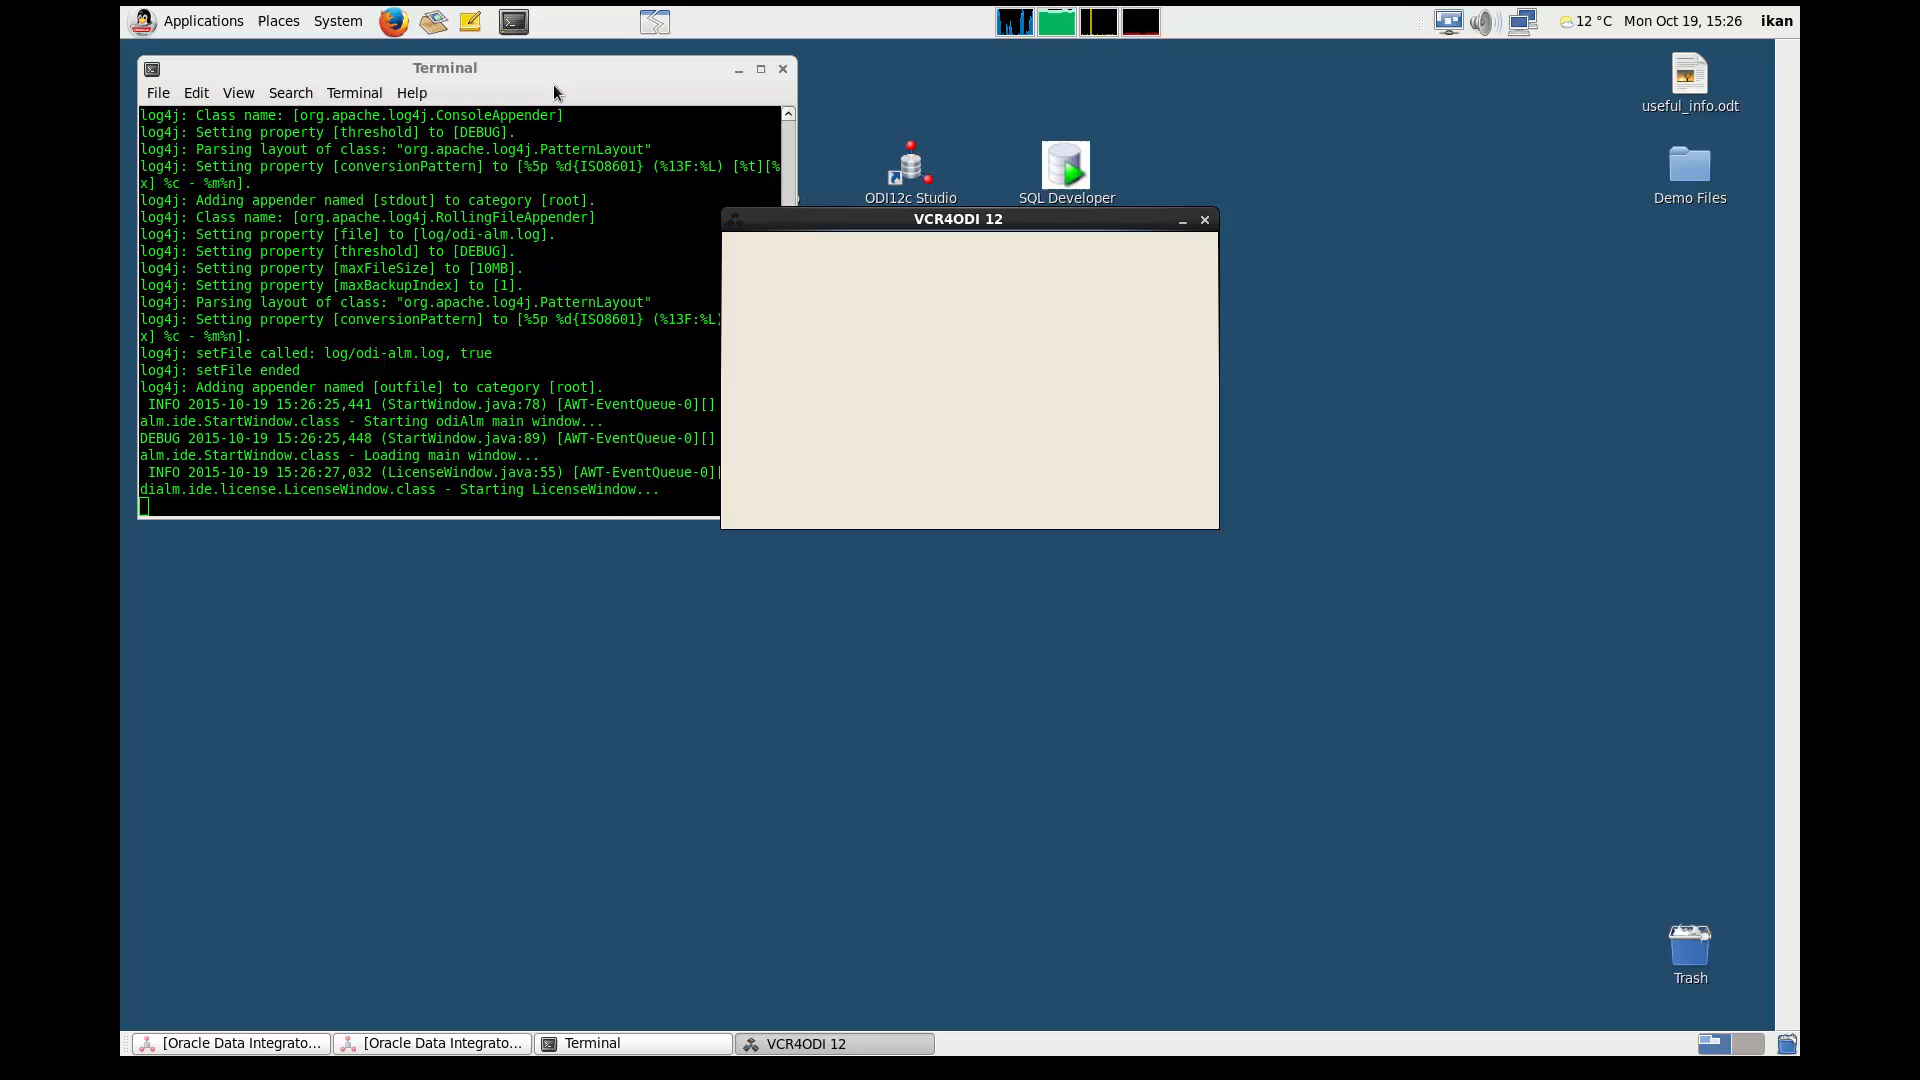 Applications Places System
12 °C Mon Oct 19, 15:26 ikan
Terminal
File Edit View Search Terminal Help
log4j: Class name: [org.apache.log4j.ConsoleAppender]
log4j: Setting property [threshold] to [DEBUG].
log4j: Parsing layout of class: "org.apache.log4j.PatternLayout"
log4j: Setting property [conversionPattern] to [%5p %d{ISO8601} (%13F:%L) [%t][%
x] %c - %m%n].
log4j: Adding appender named [stdout] to category [root].
log4j: Class name: [org.apache.log4j.RollingFileAppender]
log4j: Setting property [file] to [log/odi-alm.log].
log4j: Setting property [threshold] to [DEBUG].
log4j: Setting property [maxFileSize] to [10MB].
log4j: Setting property [maxBackupIndex] to [1].
log4j: Parsing layout of class: "org.apache.log4j.PatternLayout"
log4j: Setting property [conversionPattern] to [%5p %d{ISO8601} (%13F:%L)
x] %c - %m%n].
log4j: setFile called: log/odi-alm.log, true
log4j: setFile ended
log4j: Adding appender named [outfile] to category [root].
INFO 2015-10-19 15:26:25,441 (StartWindow.java:78) [AWT-EventQueue-0][]
alm.ide.StartWindow.class - Starting odiAlm main window...
DEBUG 2015-10-19 15:26:25,448 (StartWindow.java:89) [AWT-EventQueue-0][]
alm.ide.StartWindow.class - Loading main window...
INFO 2015-10-19 15:26:27,032 (LicenseWindow.java:55) [AWT-EventQueue-0][
dialm.ide.license.LicenseWindow.class - Starting LicenseWindow...
ODI12c Studio
SQL Developer
VCR4ODI 12
useful_info.odt
Demo Files
Trash
[Oracle Data Integrato... [Oracle Data Integrato... Terminal VCR4ODI 12